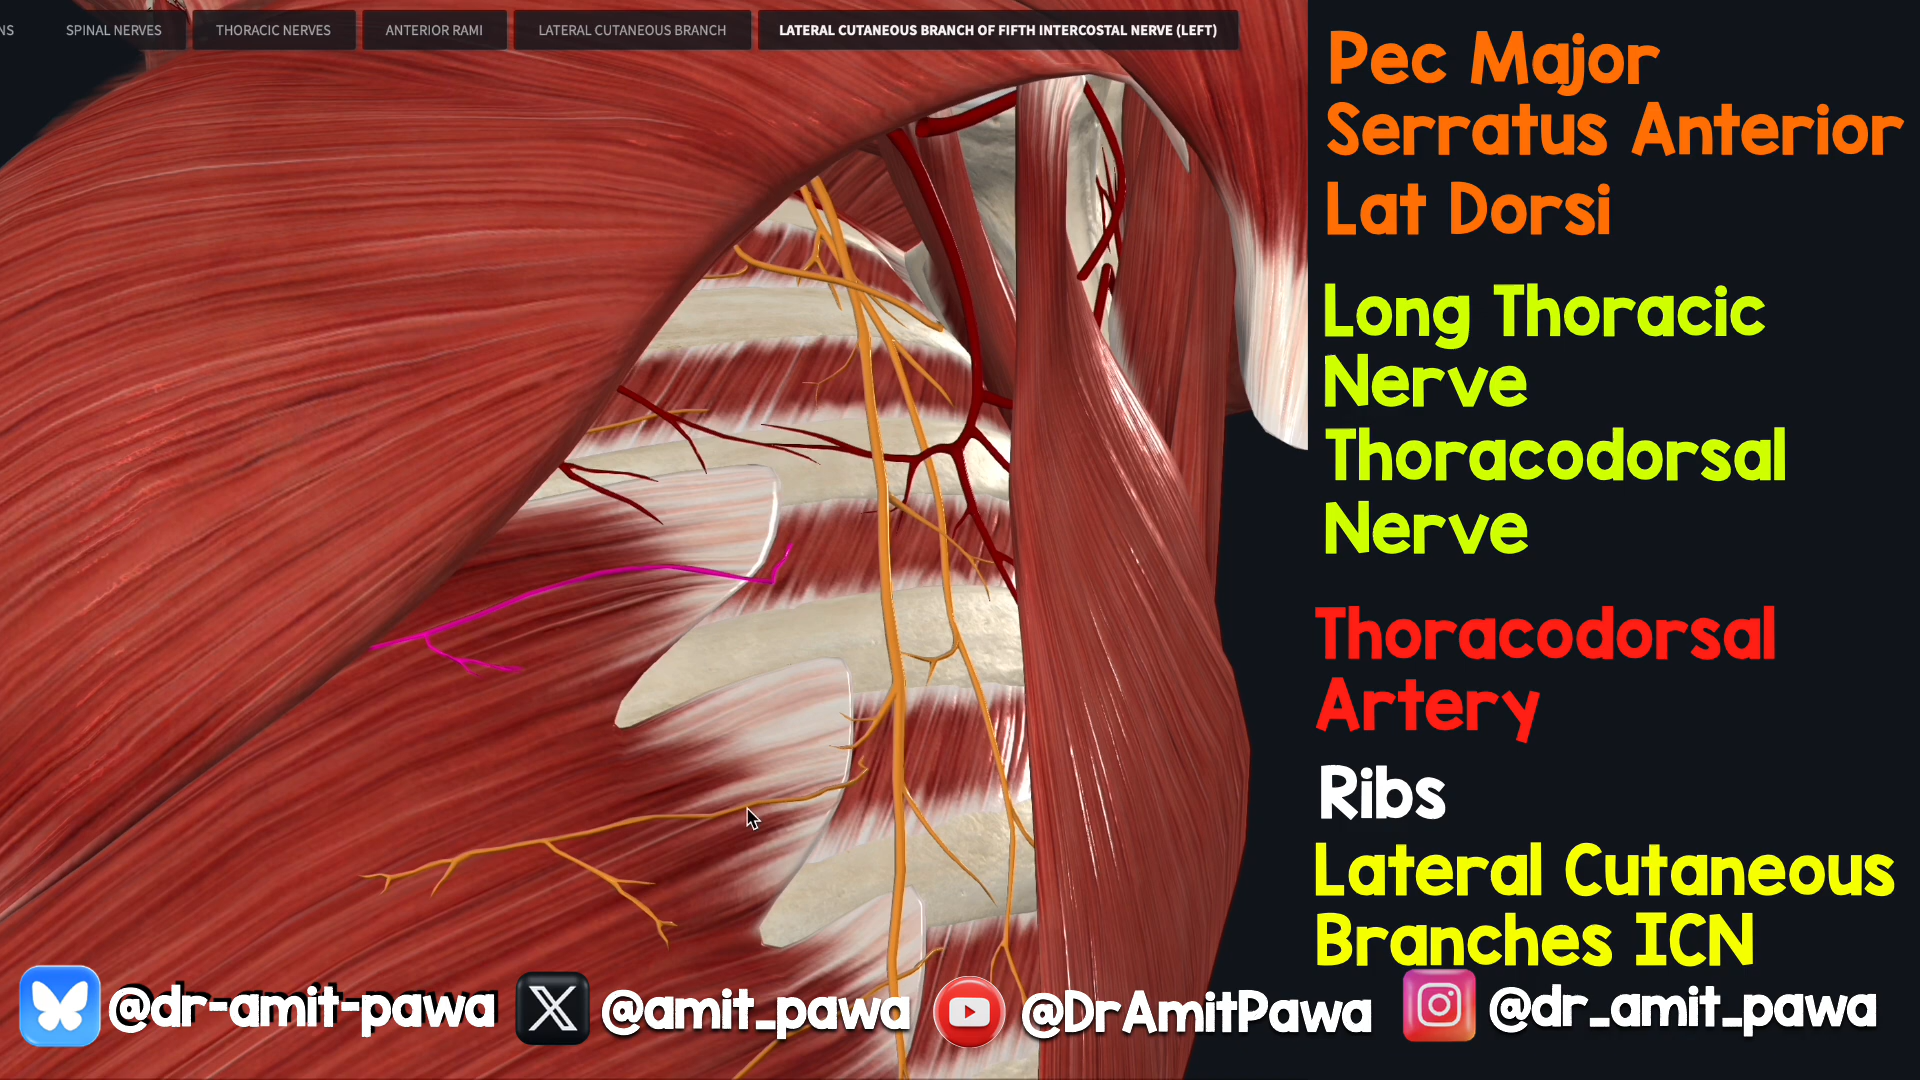 NS SPINAL NERVES THORACIC NERVES ANTERIOR RAMI LATERAL CUTANEOUS BRANCH LATERAL CUTANEOUS BRANCH OF FIFTH INTERCOSTAL NERVE (LEFT)
Pec Major
Serratus Anterior
Lat Dorsi
Long Thoracic
Nerve
Thoracodorsal
Nerve
Thoracodorsal
Artery
Ribs
Lateral Cutaneous
Branches ICN
@dr-amit-pawa @amit_pawa @DrAmitPawa @dr_amit_pawa